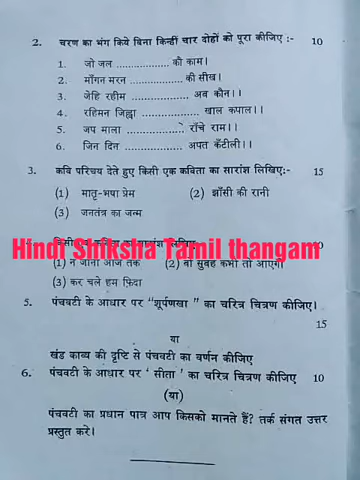 2. चरण का भंग किये बिना किन्हीं चार दोहों को पूरा कीजिए :- 10
1. जो जल .................. कौ काम।
2. माँगन मरन .................. की सीख।
3. जेहि रहीम .................. अब कौन।।
4. रहिमन जिह्वा .................. खाल कपाल।।
5. जप माला .................. राँचे राम।।
6. जिन दिन .................. अपत कँटीली।।
3. कवि परिचय देते हुए किसी एक कविता का सारांश लिखिए:- 15
(1) मातृ-भषा प्रेम (2) झाँसी की रानी
(3) जनतंत्र का जन्म
Hindi Shiksha Tamil thangam
(1) न जाना आज तक (2) वो सुबह कभी तो आएगी
(3) कर चले हम फ़िदा
5. पंचवटी के आधार पर "शूर्पणखा " का चरित्र चित्रण कीजिए।
15
या
खंड काव्य की दृष्टि से पंचवटी का वर्णन कीजिए
6. पंचवटी के आधार पर ' सीता ' का चरित्र चित्रण कीजिए 10
(या)
पंचवटी का प्रधान पात्र आप किसको मानते हैं? तर्क संगत उत्तर
प्रस्तुत करे।